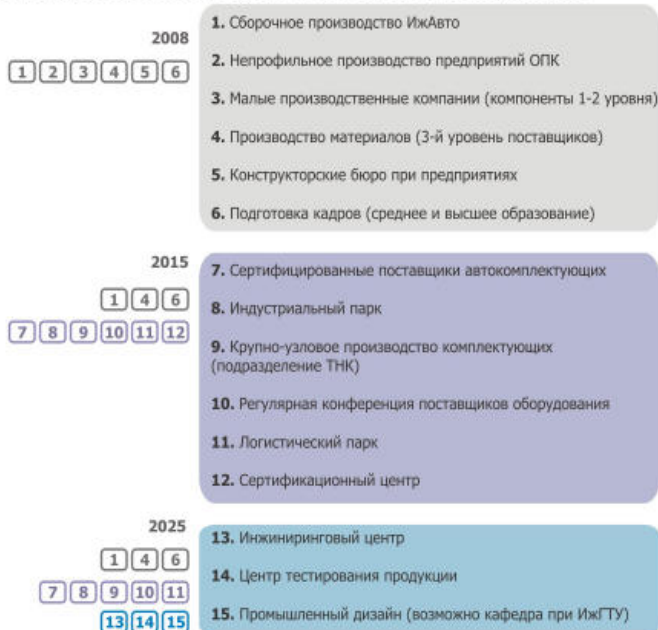 2008
1 2 3 4 5 6
1. Сборочное производство ИжАвто
2. Непрофильное производство предприятий ОПК
3. Малые производственные компании (компоненты 1-2 уровня)
4. Производство материалов (3-й уровень поставщиков)
5. Конструкторские бюро при предприятиях
6. Подготовка кадров (среднее и высшее образование)
2015
1 4 6
7 8 9 10 11 12
7. Сертифицированные поставщики автокомплектующих
8. Индустриальный парк
9. Крупно-узловое производство комплектующих
(подразделение ТНК)
10. Регулярная конференция поставщиков оборудования
11. Логистический парк
12. Сертификационный центр
2025
1 4 6
7 8 9 10 11
13 14 15
13. Инжиниринговый центр
14. Центр тестирования продукции
15. Промышленный дизайн (возможно кафедра при ИжГТУ)